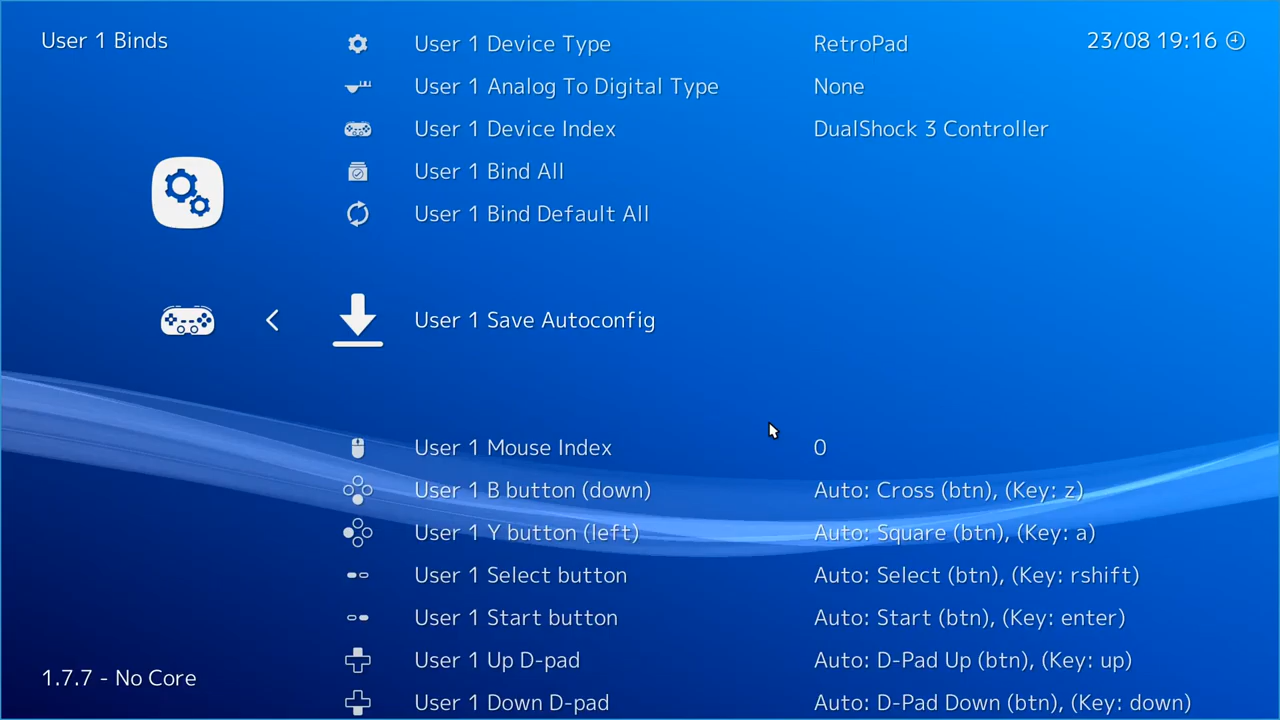 User 1 Binds
23/08 19:16
User 1 Device Type RetroPad
User 1 Analog To Digital Type None
User 1 Device Index DualShock 3 Controller
User 1 Bind All
User 1 Bind Default All
User 1 Save Autoconfig
User 1 Mouse Index 0
User 1 B button (down) Auto: Cross (btn), (Key: z)
User 1 Y button (left) Auto: Square (btn), (Key: a)
User 1 Select button Auto: Select (btn), (Key: rshift)
User 1 Start button Auto: Start (btn), (Key: enter)
User 1 Up D-pad Auto: D-Pad Up (btn), (Key: up)
User 1 Down D-pad Auto: D-Pad Down (btn), (Key: down)
1.7.7 - No Core